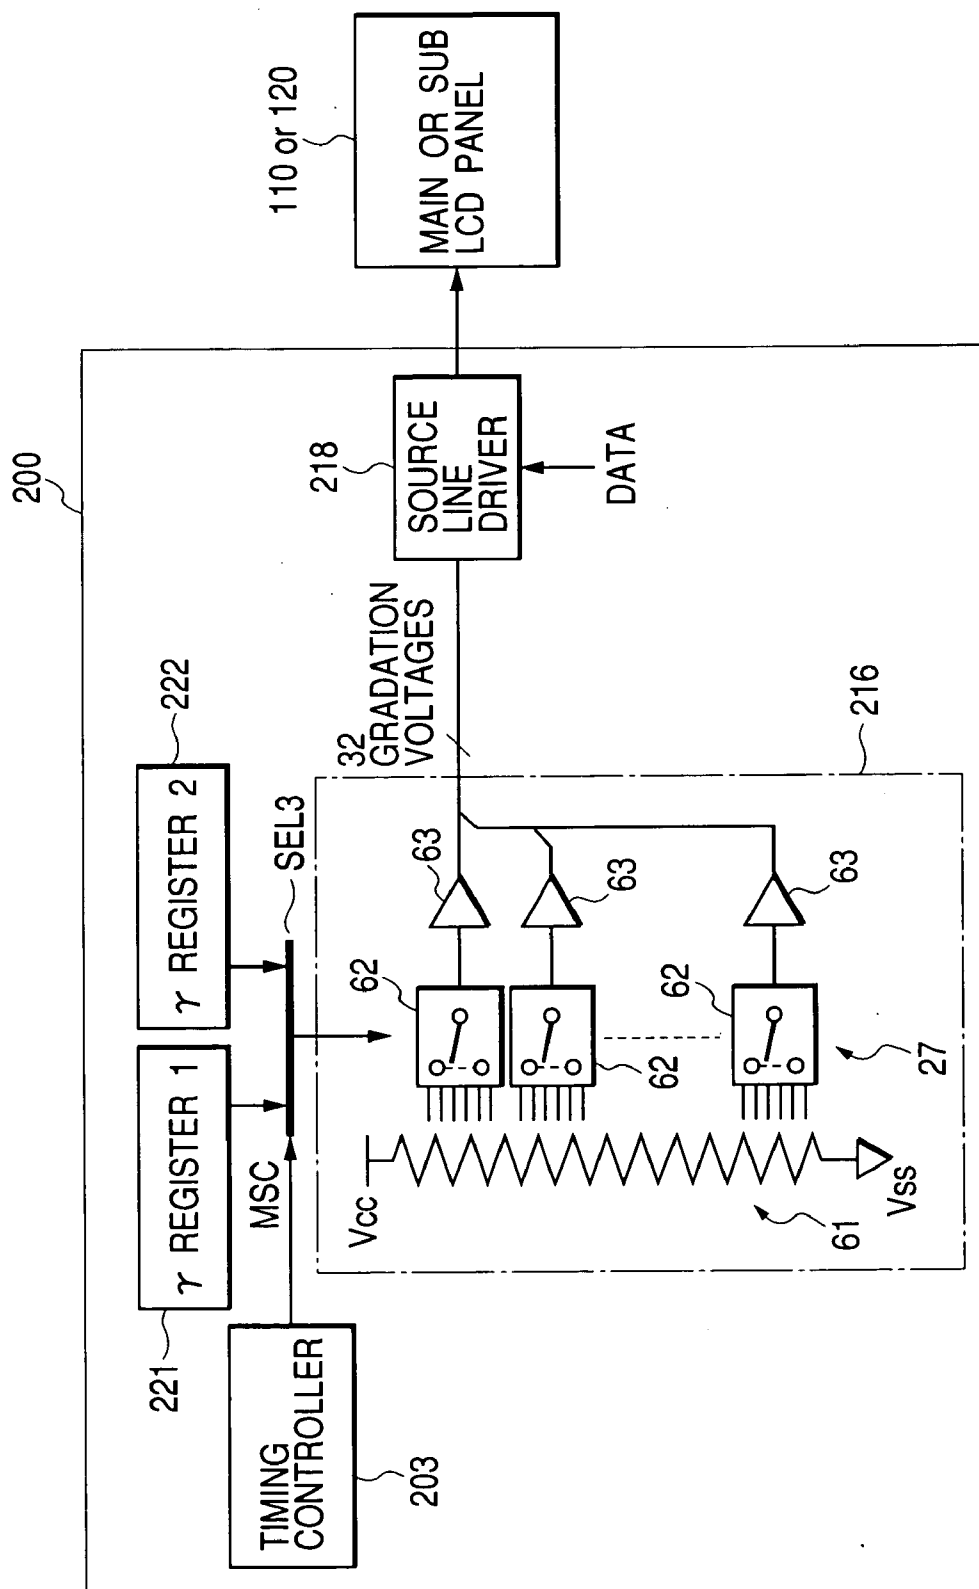 200
110 or 120
MAIN OR SUB
LCD PANEL
218
SOURCE
LINE
DRIVER
DATA
32
GRADATION
VOLTAGES
216
221
γ REGISTER 1
γ REGISTER 2
222
MSC
SEL3
TIMING
CONTROLLER
203
62
63
62
63
62
63
27
Vcc
61
Vss